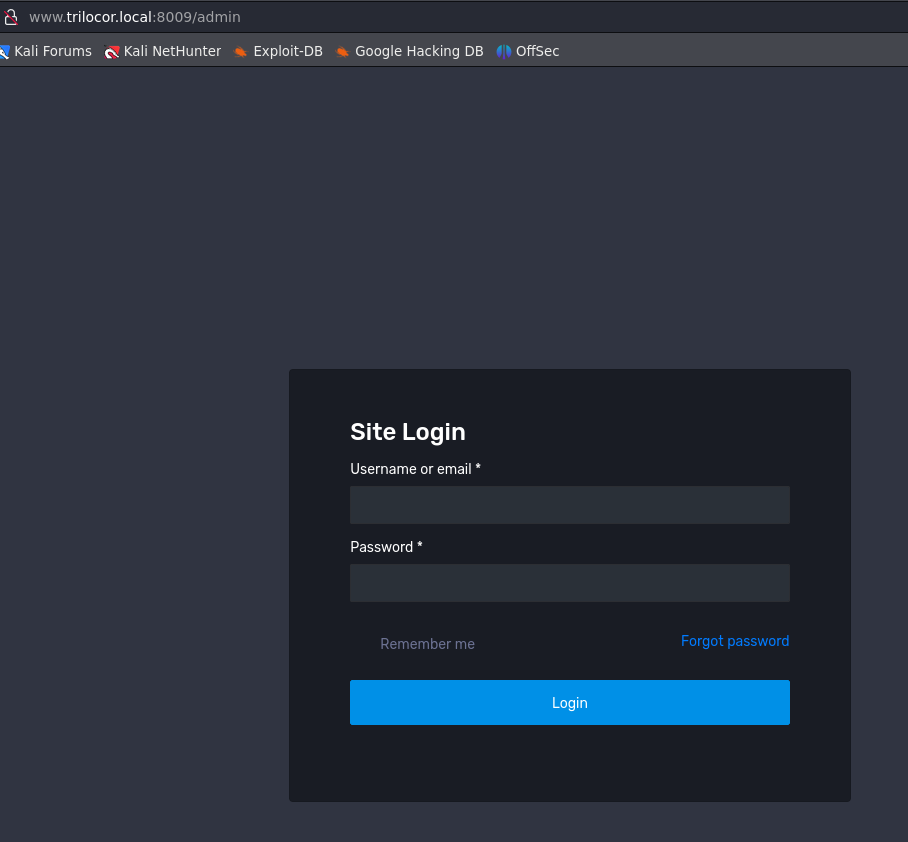 www.trilocor.local:8009/admin
Kali Forums Kali NetHunter Exploit-DB Google Hacking DB OffSec
Site Login
Username or email *
Password *
Remember me Forgot password
Login